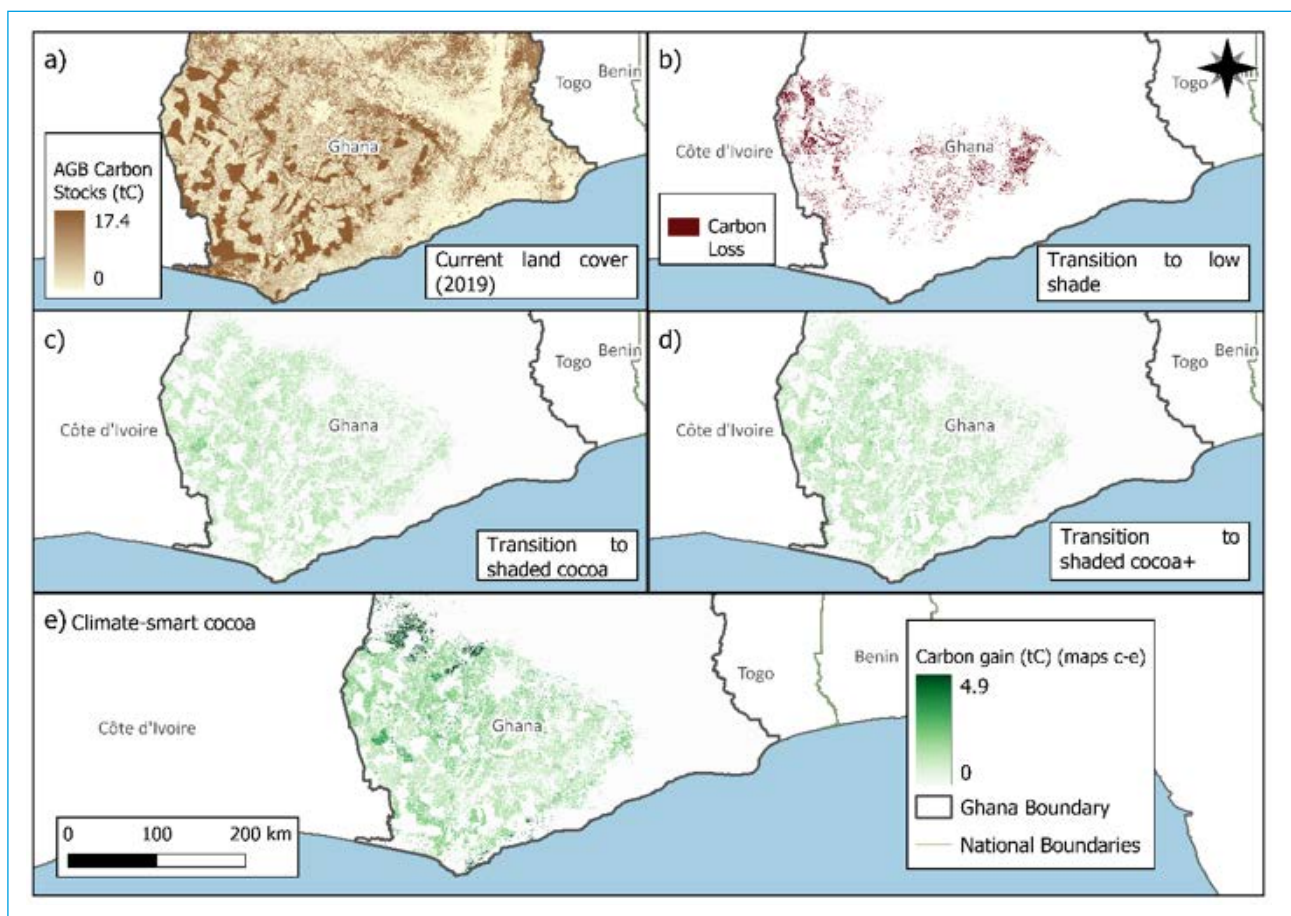 a)
Togo
Benin
Ghana
AGB Carbon
Stocks (tC)
17.4
0
Current land cover
(2019)
b)
Togo
Côte d'Ivoire
Ghana
Carbon
Loss
Transition to low
shade
c)
Togo
Benin
Côte d'Ivoire
Ghana
Transition to
shaded cocoa
d)
Togo
Benin
Côte d'Ivoire
Ghana
Transition to
shaded cocoa+
e) Climate-smart cocoa
Togo
Benin
Côte d'Ivoire
Ghana
0 100 200 km
Carbon gain (tC) (maps c-e)
4.9
0
Ghana Boundary
National Boundaries